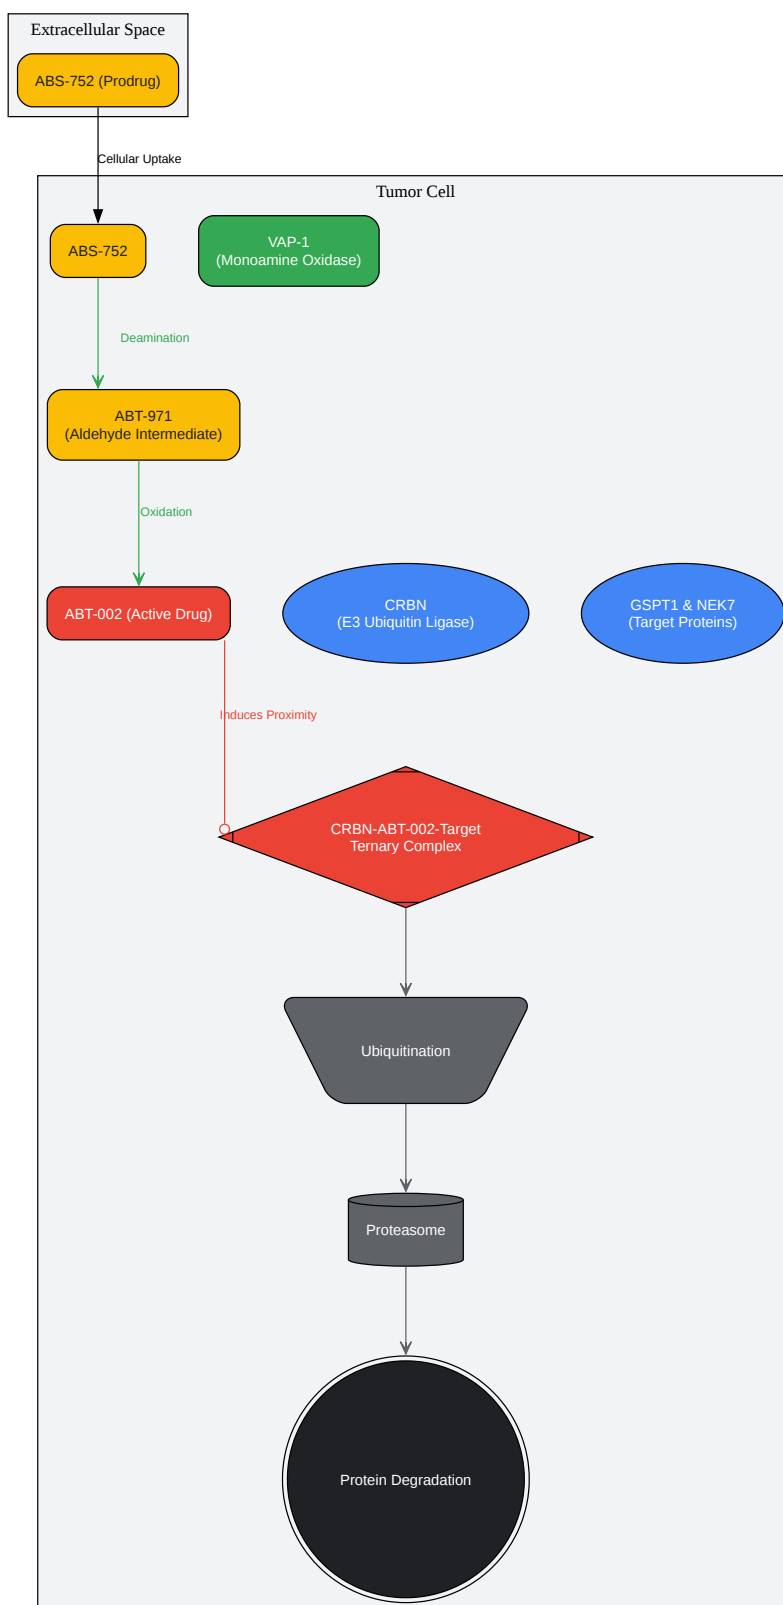 Extracellular Space
ABS-752 (Prodrug)
Cellular Uptake
Tumor Cell
ABS-752
VAP-1
(Monoamine Oxidase)
Deamination
ABT-971
(Aldehyde Intermediate)
Oxidation
ABT-002 (Active Drug)
CRBN
(E3 Ubiquitin Ligase)
GSPT1 & NEK7
(Target Proteins)
Induces Proximity
CRBN-ABT-002-Target
Ternary Complex
Ubiquitination
Proteasome
Protein Degradation